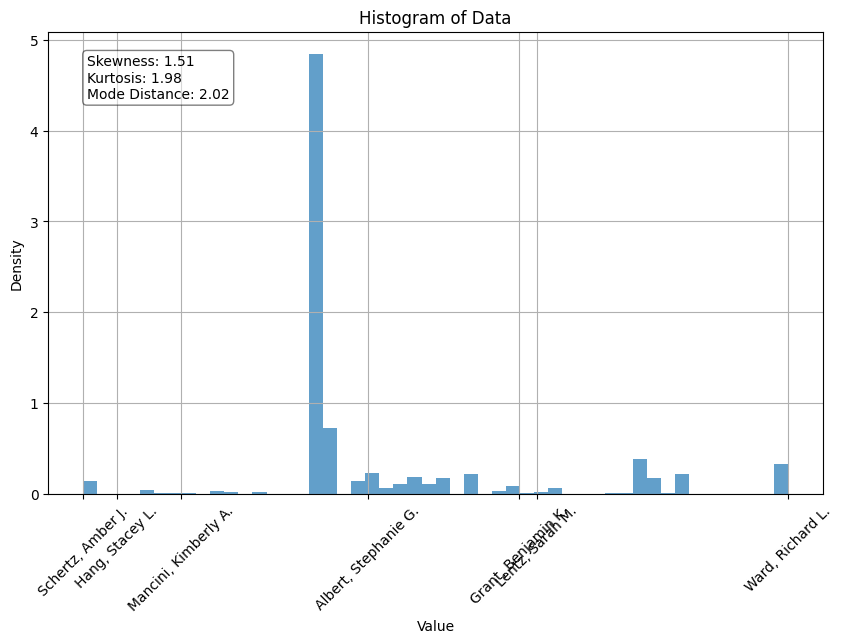 Histogram of Data
Skewness: 1.51
Kurtosis: 1.98
Mode Distance: 2.02
5
4
3
2
1
0
Density
Schertz, Amber J.
Hang, Stacey L.
Mancini, Kimberly A.
Albert, Stephanie G.
Grant, Benjamin K.
Lentz, Sarah M.
Ward, Richard L.
Value